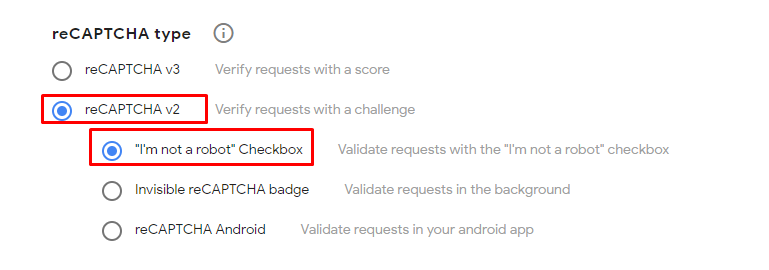 reCAPTCHA type
reCAPTCHA v3 Verify requests with a score
reCAPTCHA v2 Verify requests with a challenge
"I'm not a robot" Checkbox Validate requests with the "I'm not a robot" checkbox
Invisible reCAPTCHA badge Validate requests in the background
reCAPTCHA Android Validate requests in your android app